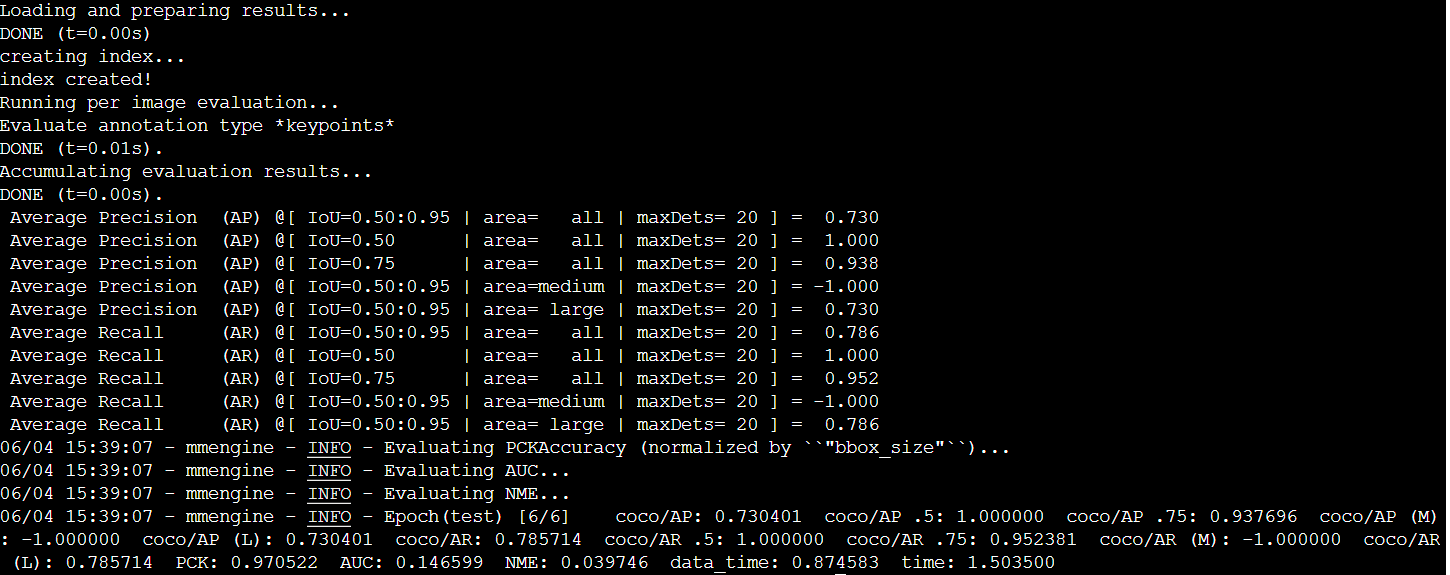 Loading and preparing results...
DONE (t=0.00s)
creating index...
index created!
Running per image evaluation...
Evaluate annotation type *keypoints*
DONE (t=0.01s).
Accumulating evaluation results...
DONE (t=0.00s).
 Average Precision  (AP) @[ IoU=0.50:0.95 | area=   all | maxDets= 20 ] =  0.730
 Average Precision  (AP) @[ IoU=0.50      | area=   all | maxDets= 20 ] =  1.000
 Average Precision  (AP) @[ IoU=0.75      | area=   all | maxDets= 20 ] =  0.938
 Average Precision  (AP) @[ IoU=0.50:0.95 | area=medium | maxDets= 20 ] = -1.000
 Average Precision  (AP) @[ IoU=0.50:0.95 | area= large | maxDets= 20 ] =  0.730
 Average Recall     (AR) @[ IoU=0.50:0.95 | area=   all | maxDets= 20 ] =  0.786
 Average Recall     (AR) @[ IoU=0.50      | area=   all | maxDets= 20 ] =  1.000
 Average Recall     (AR) @[ IoU=0.75      | area=   all | maxDets= 20 ] =  0.952
 Average Recall     (AR) @[ IoU=0.50:0.95 | area=medium | maxDets= 20 ] = -1.000
 Average Recall     (AR) @[ IoU=0.50:0.95 | area= large | maxDets= 20 ] =  0.786
06/04 15:39:07 - mmengine - INFO - Evaluating PCKAccuracy (normalized by ``"bbox_size"``)...
06/04 15:39:07 - mmengine - INFO - Evaluating AUC...
06/04 15:39:07 - mmengine - INFO - Evaluating NME...
06/04 15:39:07 - mmengine - INFO - Epoch(test) [6/6]    coco/AP: 0.730401  coco/AP .5: 1.000000  coco/AP .75: 0.937696  coco/AP (M)
: -1.000000  coco/AP (L): 0.730401  coco/AR: 0.785714  coco/AR .5: 1.000000  coco/AR .75: 0.952381  coco/AR (M): -1.000000  coco/AR
 (L): 0.785714  PCK: 0.970522  AUC: 0.146599  NME: 0.039746  data_time: 0.874583  time: 1.503500